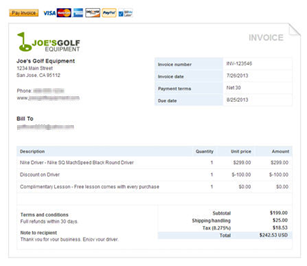 Pay Invoice VISA PayPal
INVOICE
JOE'SGOLF
EQUIPMENT
Joe's Golf Equipment
1234 Main Street
San Jose, CA 95112
Phone
Invoice number INV-123546
Invoice date 7/26/2013
Payment terms Net 30
Due date 8/25/2013
Bill To
Description Quantity Unit price Amount
Nine Driver - Nine SQ MachSpeed Black Round Driver 1 $299.00 $299.00
Discount on Driver 1 $-100.00 $-100.00
Complimentary Lesson - Free lesson comes with every purchase 1 $0.00 $0.00
Terms and conditions
Full refunds within 30 days.
Note to recipient
Thank you for your business. Enjoy your driver.
Subtotal $199.00
Shipping/handling $25.00
Tax (8.275%)
Total $242.53 USD